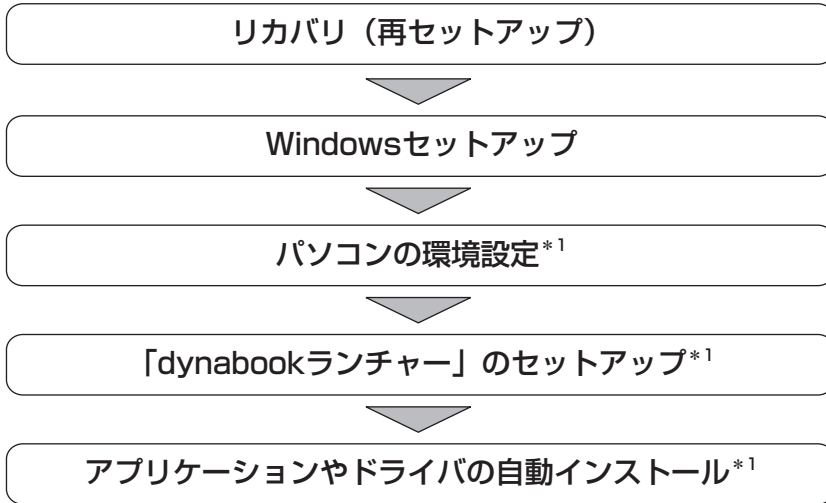 リカバリ（再セットアップ）
Windowsセットアップ
パソコンの環境設定*1
「dynabookランチャー」のセットアップ*1
アプリケーションやドライバの自動インストール*1